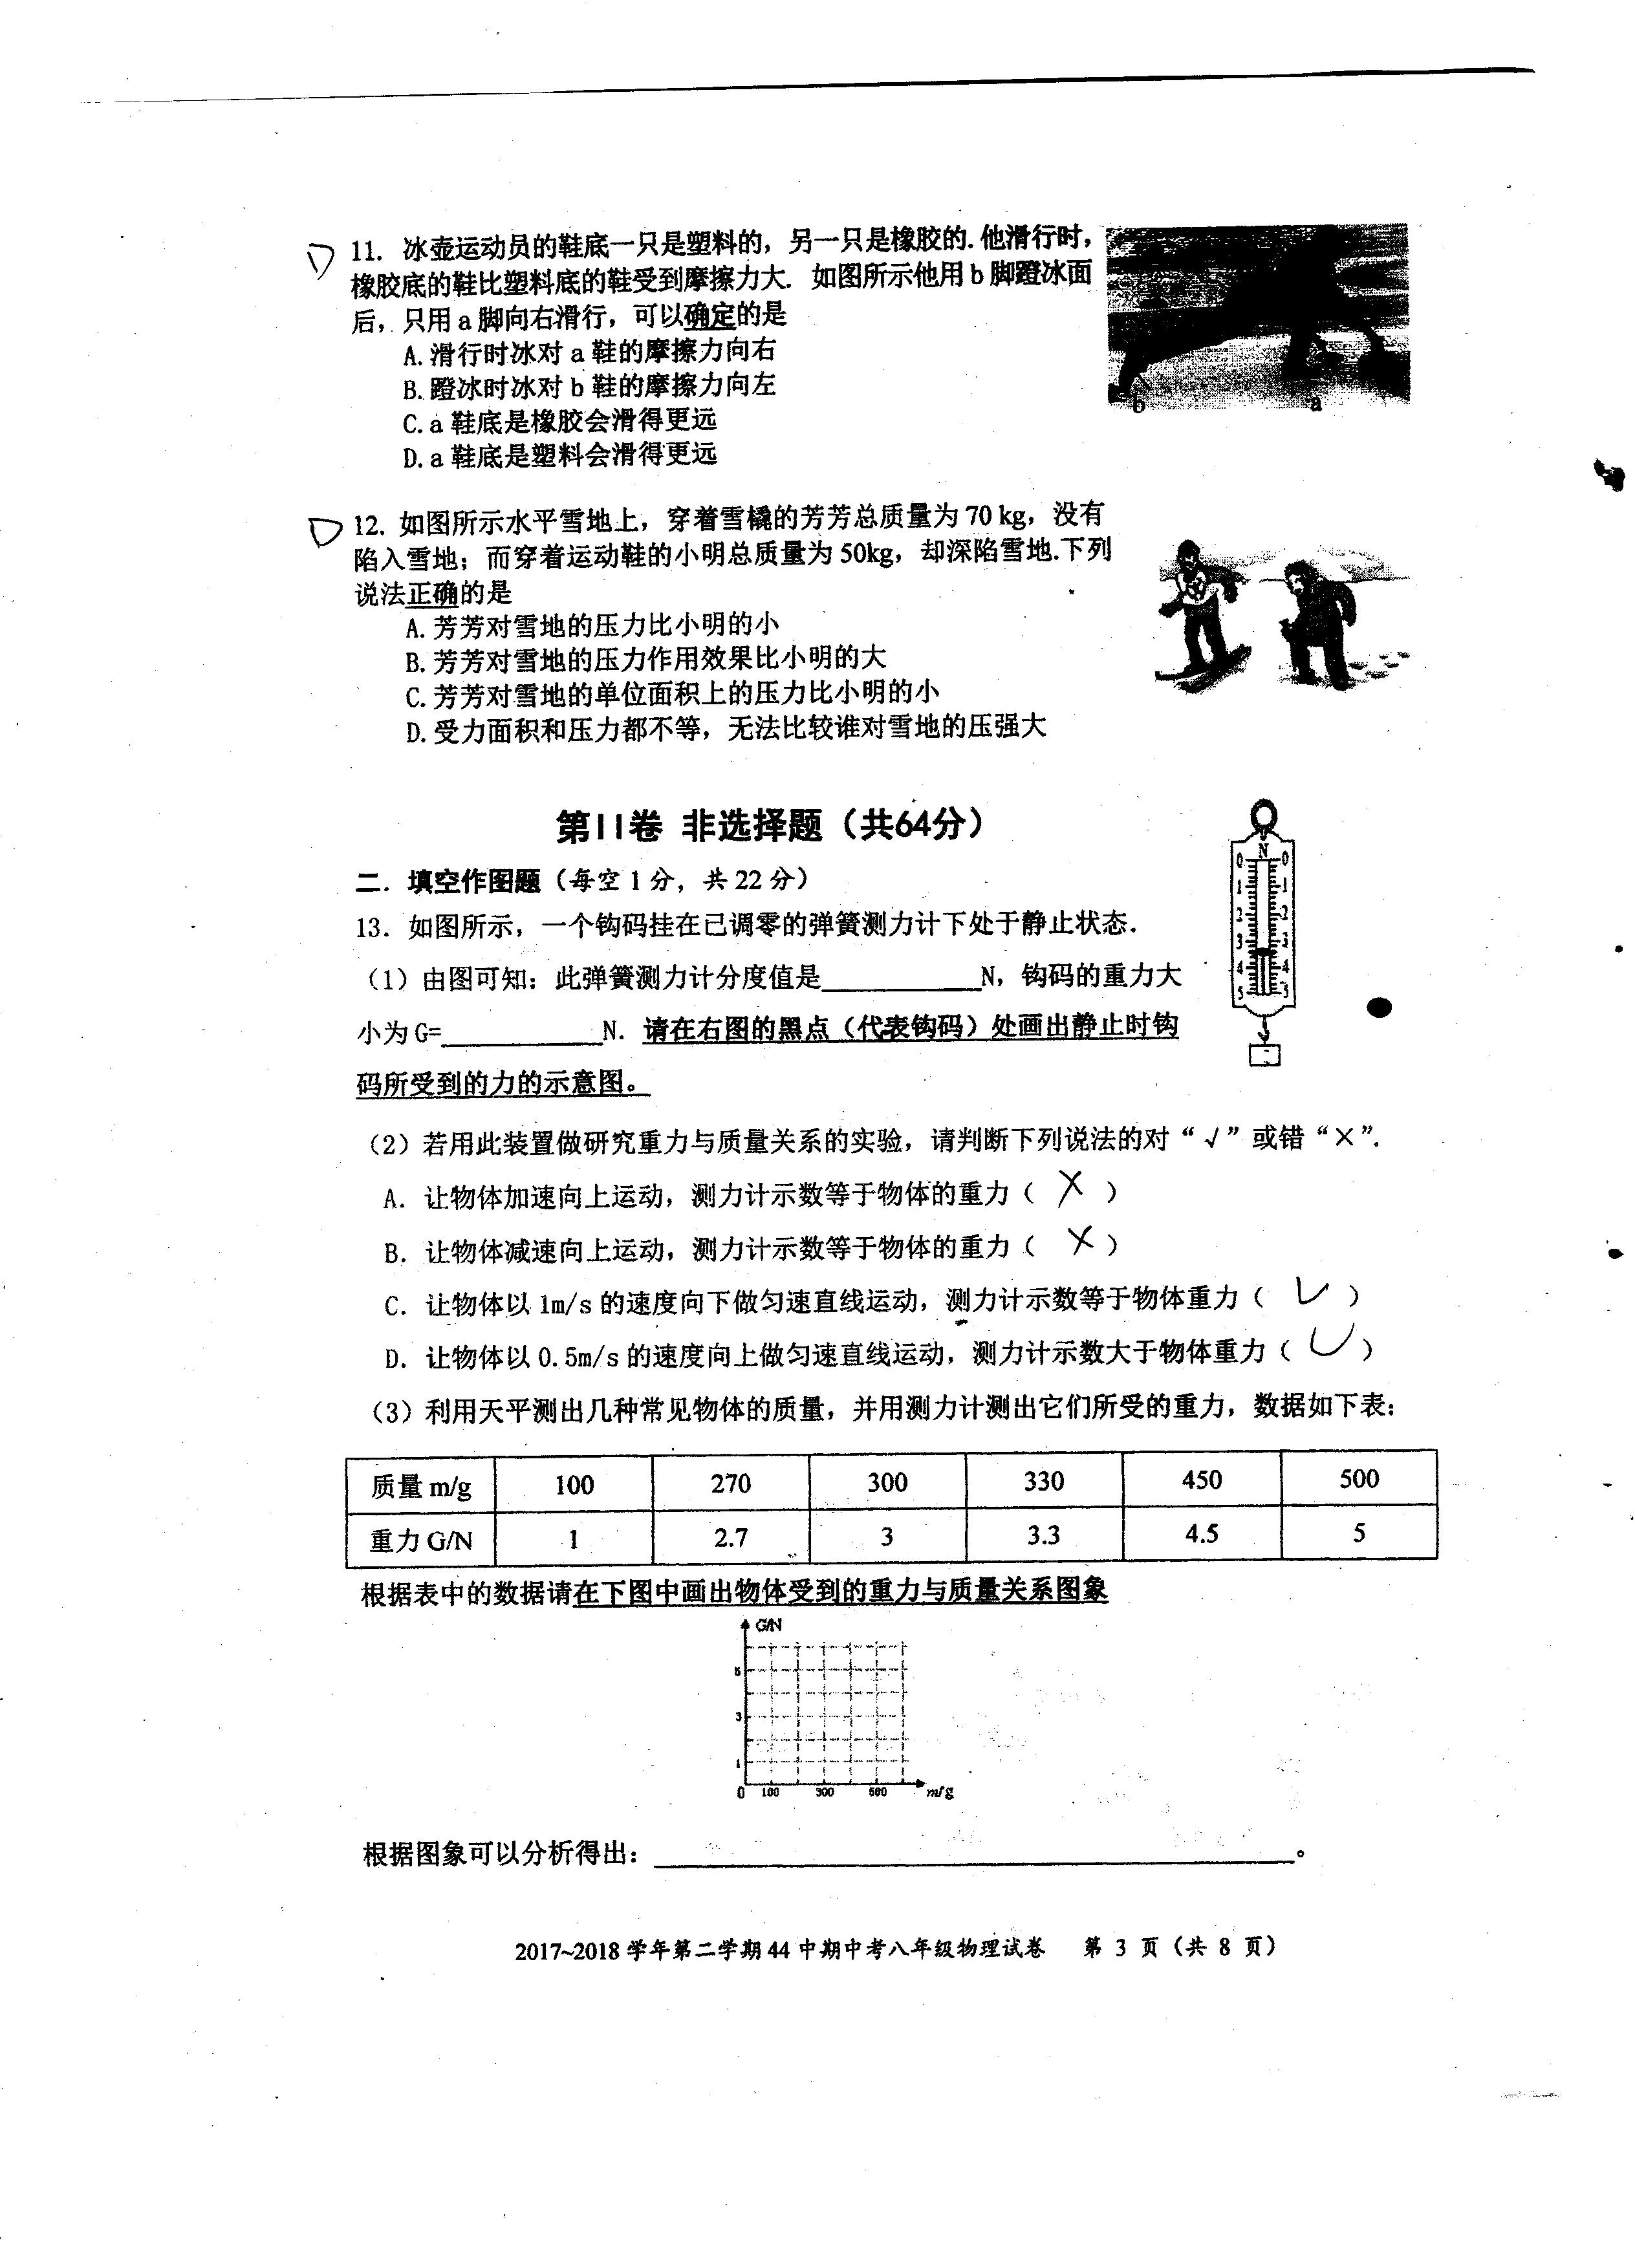 D 11. 冰壶运动员的鞋底一只是塑料的，另一只是橡胶的.他滑行时，
橡胶底的鞋比塑料底的鞋受到摩擦力大. 如图所示他用b脚蹬冰面
后，只用a脚向右滑行，可以确定的是
A.滑行时冰对a鞋的摩擦力向右
B.蹬冰时冰对b鞋的摩擦力向左
C.a鞋底是橡胶会滑得更远
D.a鞋底是塑料会滑得更远
b a
D 12. 如图所示水平雪地上，穿着雪橇的芳芳总质量为70 kg，没有
陷入雪地；而穿着运动鞋的小明总质量为50kg，却深陷雪地.下列
说法正确的是
A.芳芳对雪地的压力比小明的小
B.芳芳对雪地的压力作用效果比小明的大
C.芳芳对雪地的单位面积上的压力比小明的小
D.受力面积和压力都不等，无法比较谁对雪地的压强大
第II卷 非选择题（共64分）
二．填空作图题（每空1分，共22分）
13．如图所示，一个钩码挂在已调零的弹簧测力计下处于静止状态．
（1）由图可知：此弹簧测力计分度值是____________N，钩码的重力大
小为G=____________N．请在右图的黑点（代表钩码）处画出静止时钩
码所受到的力的示意图。
N
0 0
1 1
2 2
3 3
4 4
5 5
（2）若用此装置做研究重力与质量关系的实验，请判断下列说法的对“√”或错“×”．
A．让物体加速向上运动，测力计示数等于物体的重力（ × ）
B．让物体减速向上运动，测力计示数等于物体的重力（ × ）
C．让物体以1m/s的速度向下做匀速直线运动，测力计示数等于物体重力（ √ ）
D．让物体以0.5m/s的速度向上做匀速直线运动，测力计示数大于物体重力（ √ ）
（3）利用天平测出几种常见物体的质量，并用测力计测出它们所受的重力，数据如下表：
质量m/g 100 270 300 330 450 500
重力G/N 1 2.7 3 3.3 4.5 5
根据表中的数据请在下图中画出物体受到的重力与质量关系图象
G/N
5
3
1
0 100 300 500 m/g
根据图象可以分析得出：____________________________。
2017~2018学年第二学期44中期中考八年级物理试卷 第 3 页（共 8 页）